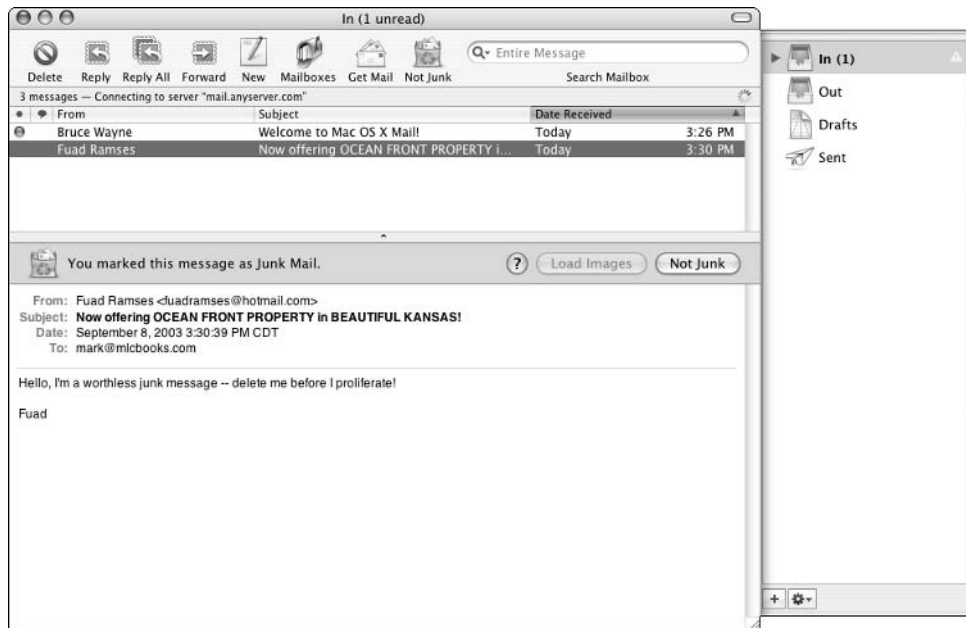 In (1 unread)
Delete Reply Reply All Forward New Mailboxes Get Mail Not Junk
Entire Message
Search Mailbox
3 messages — Connecting to server "mail.anyserver.com"
From Subject Date Received
Bruce Wayne Welcome to Mac OS X Mail! Today 3:26 PM
Fuad Ramses Now offering OCEAN FRONT PROPERTY i... Today 3:30 PM
You marked this message as Junk Mail.
? Load Images Not Junk
From: Fuad Ramses <fuadramses@hotmail.com>
Subject: Now offering OCEAN FRONT PROPERTY in BEAUTIFUL KANSAS!
Date: September 8, 2003 3:30:39 PM CDT
To: mark@mlcbooks.com
Hello, I'm a worthless junk message -- delete me before I proliferate!
Fuad
In (1)
Out
Drafts
Sent